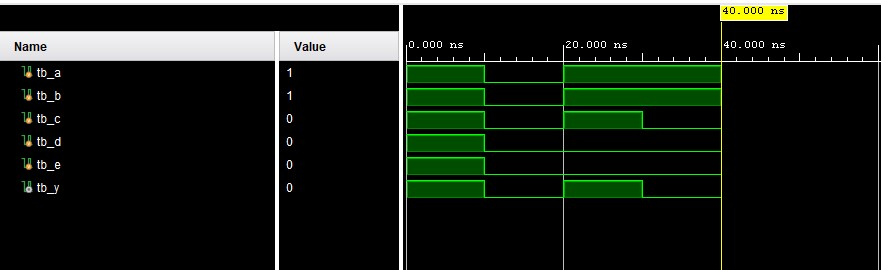 40.000 ns
Name Value 0.000 ns 20.000 ns 40.000 ns
tb_a 1
tb_b 1
tb_c 0
tb_d 0
tb_e 0
tb_y 0